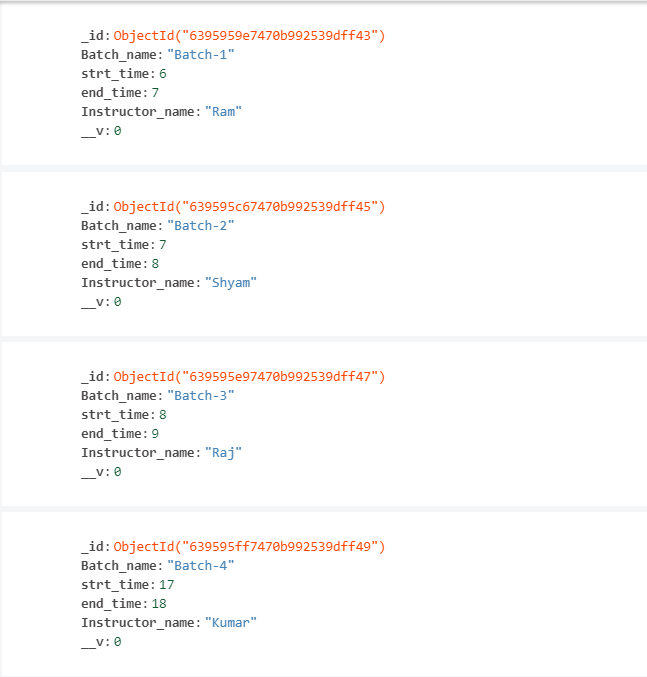 _id: ObjectId("6395959e7470b992539dff43")
Batch_name: "Batch-1"
strt_time: 6
end_time: 7
Instructor_name: "Ram"
__v: 0
_id: ObjectId("639595c67470b992539dff45")
Batch_name: "Batch-2"
strt_time: 7
end_time: 8
Instructor_name: "Shyam"
__v: 0
_id: ObjectId("639595e97470b992539dff47")
Batch_name: "Batch-3"
strt_time: 8
end_time: 9
Instructor_name: "Raj"
__v: 0
_id: ObjectId("639595ff7470b992539dff49")
Batch_name: "Batch-4"
strt_time: 17
end_time: 18
Instructor_name: "Kumar"
__v: 0